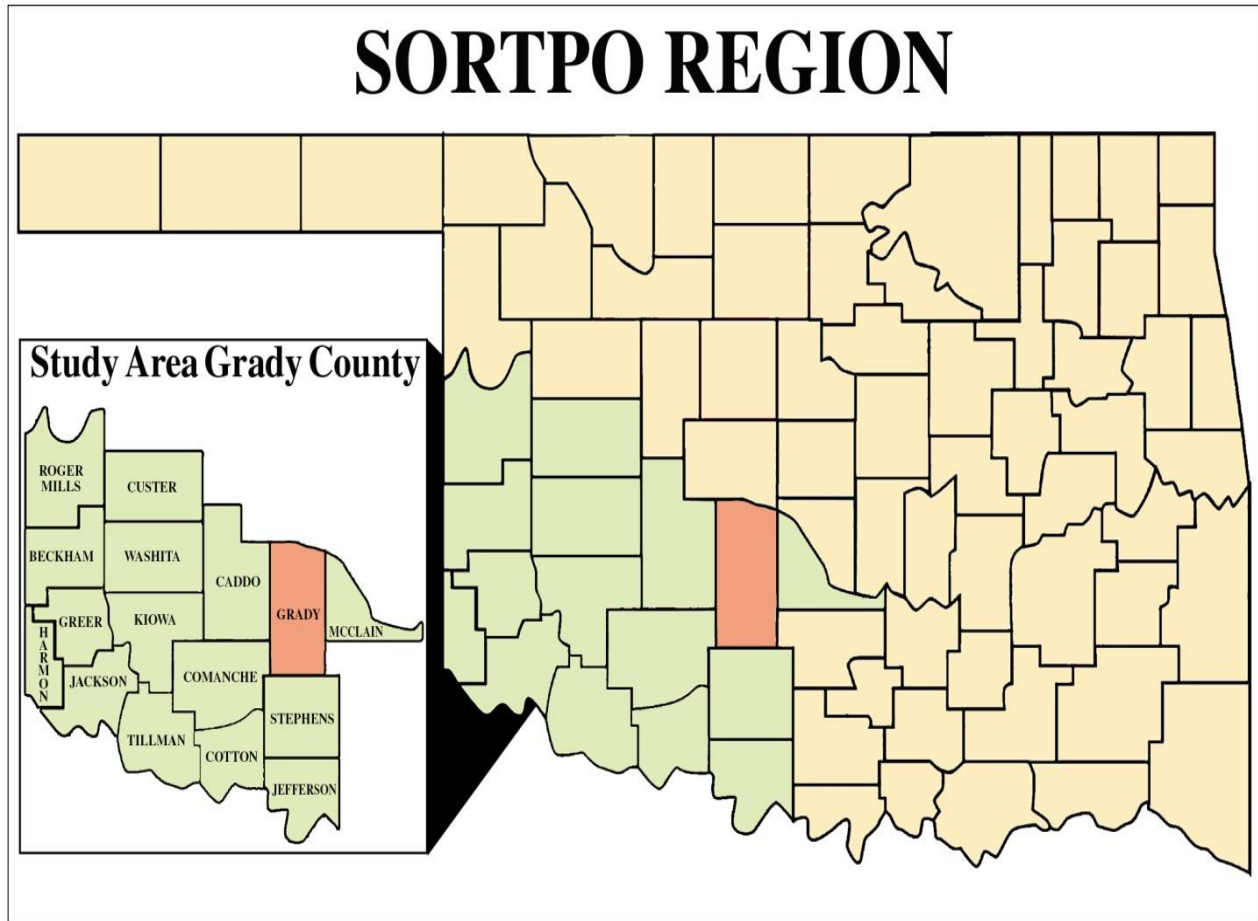 SORTPO REGION
Study Area Grady County
ROGER
MILLS
CUSTER
BECKHAM
WASHITA
CADDO
GREER
KIOWA
GRADY
MCCLAIN
HARMON
JACKSON
COMANCHE
STEPHENS
TILLMAN
COTTON
JEFFERSON